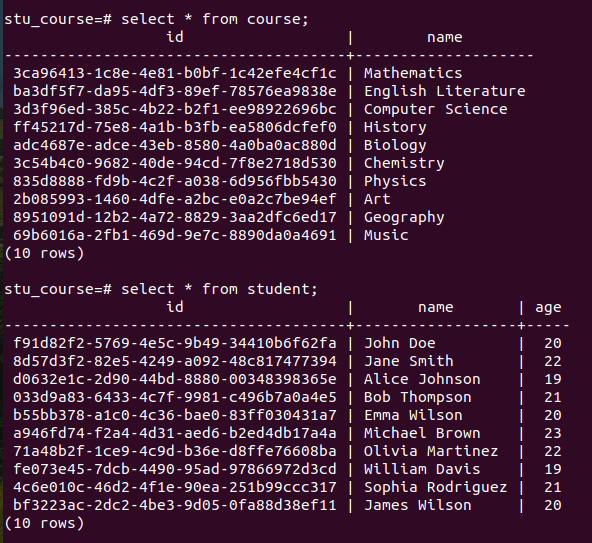 stu_course=# select * from course;
id | name
--------------------------------------+--------------------
3ca96413-1c8e-4e81-b0bf-1c42efe4cf1c | Mathematics
ba3df5f7-da95-4df3-89ef-78576ea9838e | English Literature
3d3f96ed-385c-4b22-b2f1-ee98922696bc | Computer Science
ff45217d-75e8-4a1b-b3fb-ea5806dcfef0 | History
adc4687e-adce-43eb-8580-4a0ba0ac880d | Biology
3c54b4c0-9682-40de-94cd-7f8e2718d530 | Chemistry
835d8888-fd9b-4c2f-a038-6d956fbb5430 | Physics
2b085993-1460-4dfe-a2bc-e0a2c7be94ef | Art
8951091d-12b2-4a72-8829-3aa2dfc6ed17 | Geography
69b6016a-2fb1-469d-9e7c-8890da0a4691 | Music
(10 rows)
stu_course=# select * from student;
id | name | age
--------------------------------------+------------------+-----
f91d82f2-5769-4e5c-9b49-34410b6f62fa | John Doe | 20
8d57d3f2-82e5-4249-a092-48c817477394 | Jane Smith | 22
d0632e1c-2d90-44bd-8880-00348398365e | Alice Johnson | 19
033d9a83-6433-4c7f-9981-c496b7a0a4e5 | Bob Thompson | 21
b55bb378-a1c0-4c36-bae0-83ff030431a7 | Emma Wilson | 20
a946fd74-f2a4-4d31-aed6-b2ed4db17a4a | Michael Brown | 23
71a48b2f-1ce9-4c9d-b36e-d8ffe76608ba | Olivia Martinez | 22
fe073e45-7dcb-4490-95ad-97866972d3cd | William Davis | 19
4c6e010c-46d2-4f1e-90ea-251b99ccc317 | Sophia Rodriguez | 21
bf3223ac-2dc2-4be3-9d05-0fa88d38ef11 | James Wilson | 20
(10 rows)